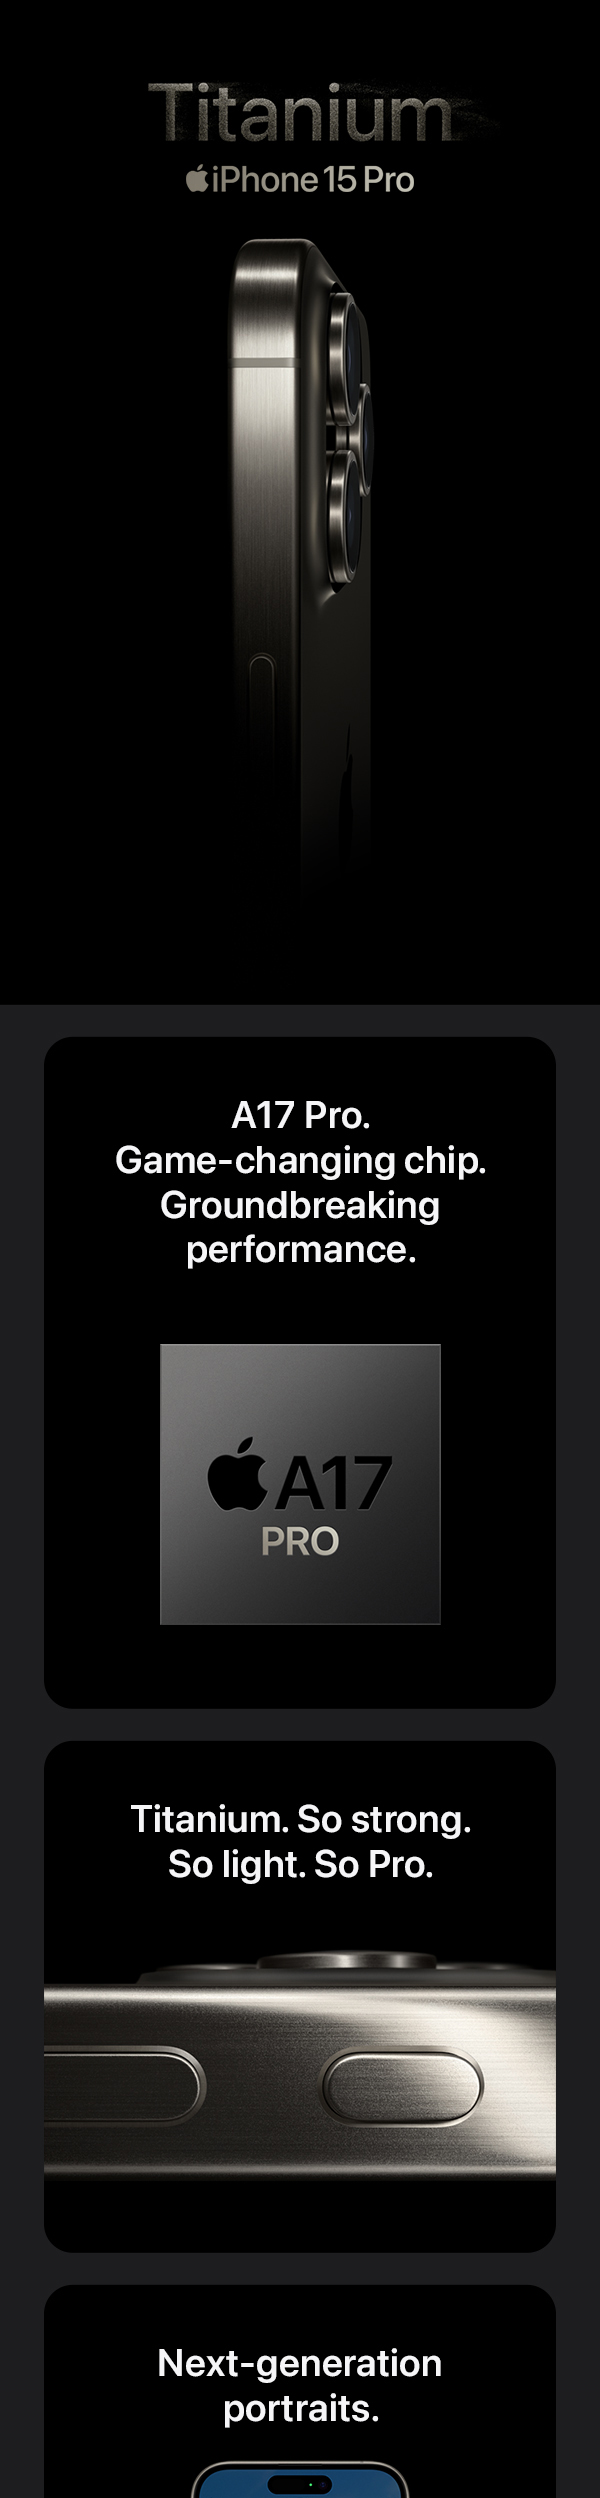 Titanium
iPhone 15 Pro
A17 Pro.
Game-changing chip.
Groundbreaking
performance.
A17
PRO
Titanium. So strong.
So light. So Pro.
Next-generation
portraits.